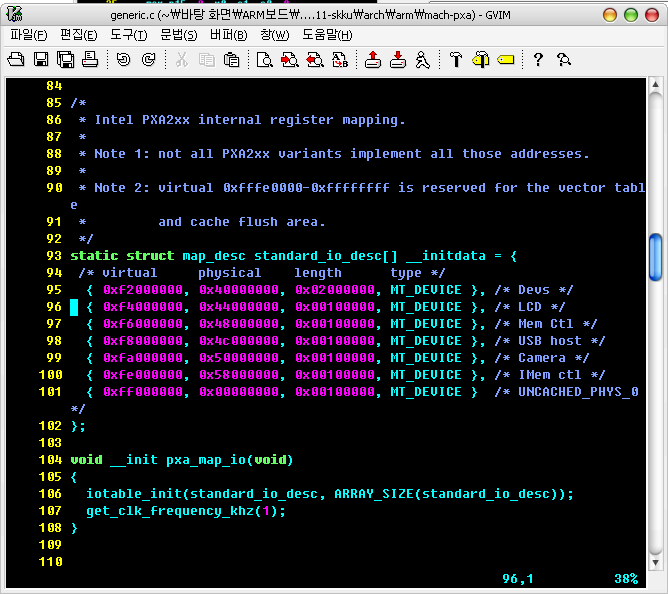 generic.c (~₩바탕 화면₩ARM보드₩....11-skku₩arch₩arm₩mach-pxa) - GVIM
파일(F) 편집(E) 도구(T) 문법(S) 버퍼(B) 창(W) 도움말(H)
84
85 /*
86  * Intel PXA2xx internal register mapping.
87  *
88  * Note 1: not all PXA2xx variants implement all those addresses.
89  *
90  * Note 2: virtual 0xfffe0000-0xffffffff is reserved for the vector tabl
e
91  *         and cache flush area.
92  */
93 static struct map_desc standard_io_desc[] __initdata = {
94  /* virtual     physical    length      type */
95   { 0xf2000000, 0x40000000, 0x02000000, MT_DEVICE }, /* Devs */
96   { 0xf4000000, 0x44000000, 0x00100000, MT_DEVICE }, /* LCD */
97   { 0xf6000000, 0x48000000, 0x00100000, MT_DEVICE }, /* Mem Ctl */
98   { 0xf8000000, 0x4c000000, 0x00100000, MT_DEVICE }, /* USB host */
99   { 0xfa000000, 0x50000000, 0x00100000, MT_DEVICE }, /* Camera */
100   { 0xfe000000, 0x58000000, 0x00100000, MT_DEVICE }, /* IMem ctl */
101   { 0xff000000, 0x00000000, 0x00100000, MT_DEVICE }  /* UNCACHED_PHYS_0
*/
102 };
103
104 void __init pxa_map_io(void)
105 {
106   iotable_init(standard_io_desc, ARRAY_SIZE(standard_io_desc));
107   get_clk_frequency_khz(1);
108 }
109
110
96,1 38%